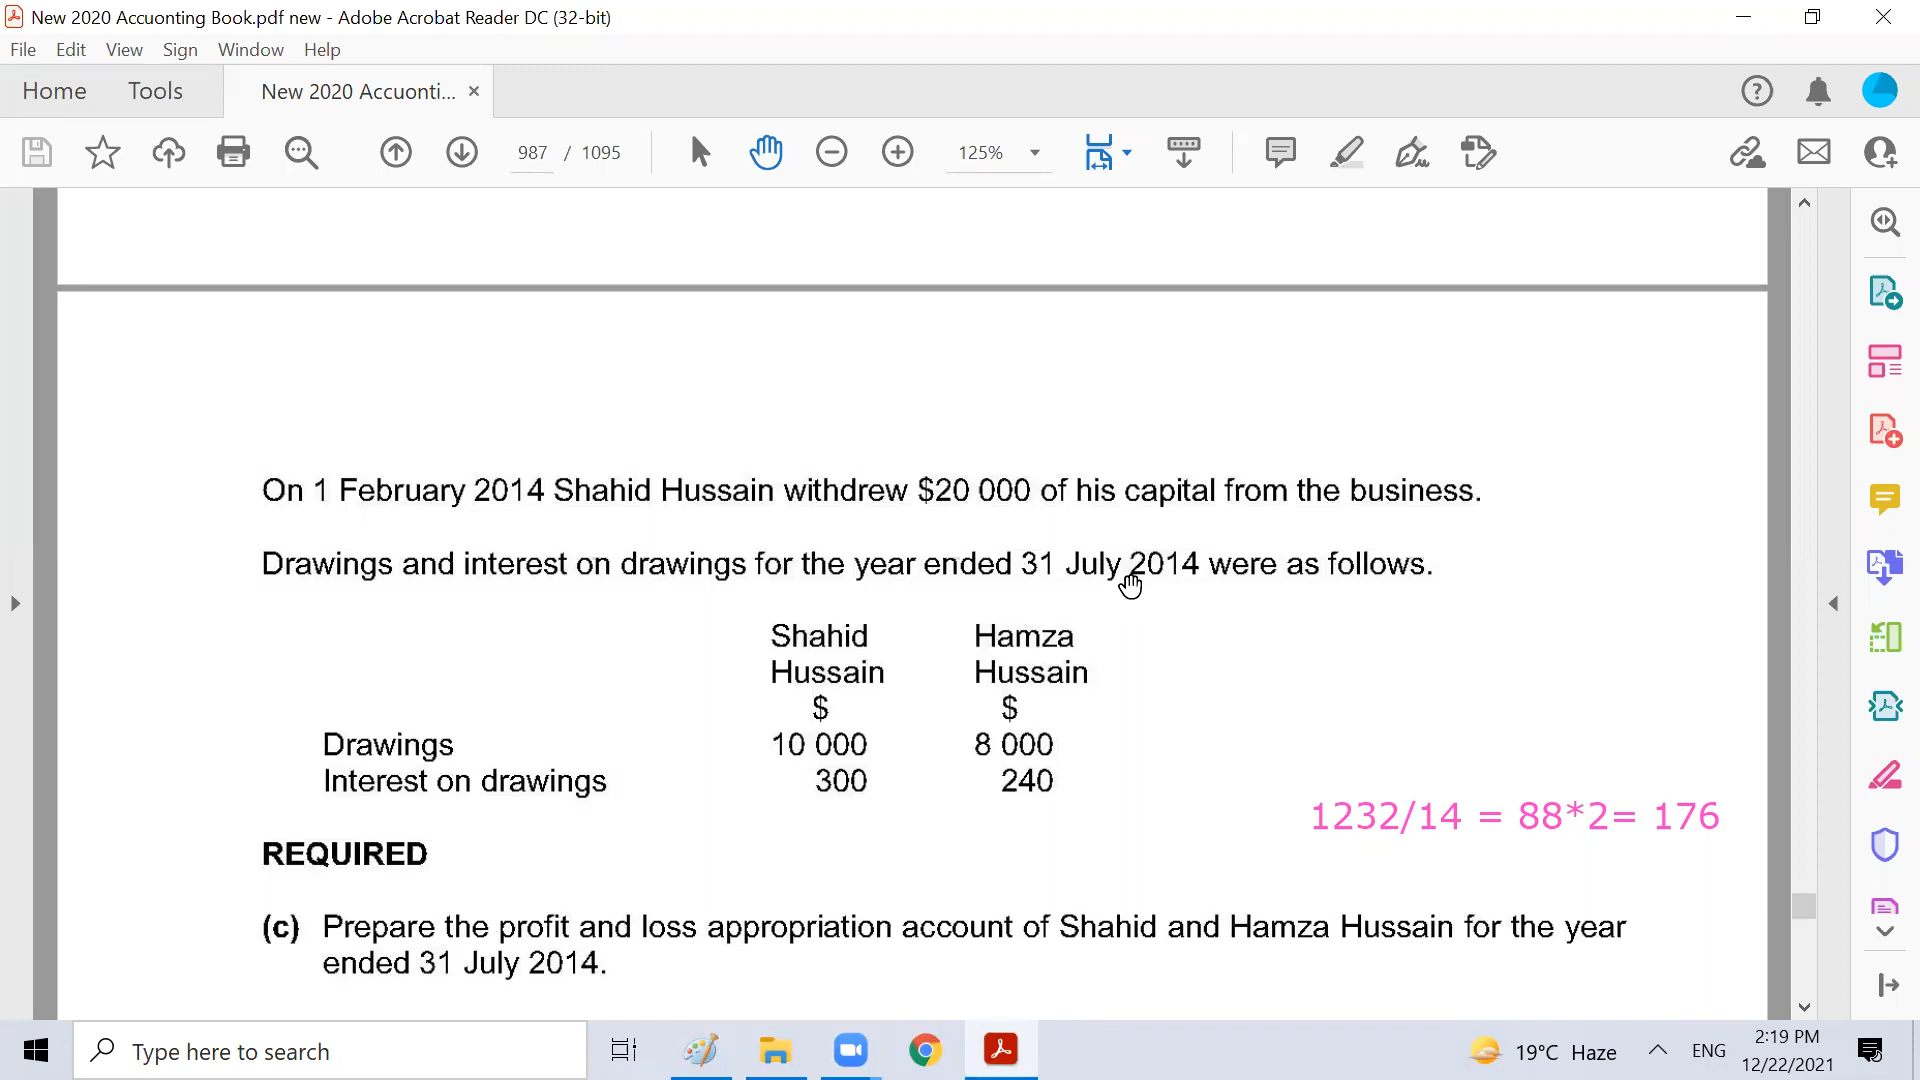 New 2020 Accuonting Book.pdf new - Adobe Acrobat Reader DC (32-bit)
File Edit View Sign Window Help
Home Tools New 2020 Accuonti... ×
987 / 1095 125%
On 1 February 2014 Shahid Hussain withdrew $20 000 of his capital from the business.
Drawings and interest on drawings for the year ended 31 July 2014 were as follows.
Shahid Hamza
Hussain Hussain
$ $
Drawings 10 000 8 000
Interest on drawings 300 240
1232/14 = 88*2= 176
REQUIRED
(c) Prepare the profit and loss appropriation account of Shahid and Hamza Hussain for the year
ended 31 July 2014.
Type here to search 19°C Haze ENG 2:19 PM
12/22/2021